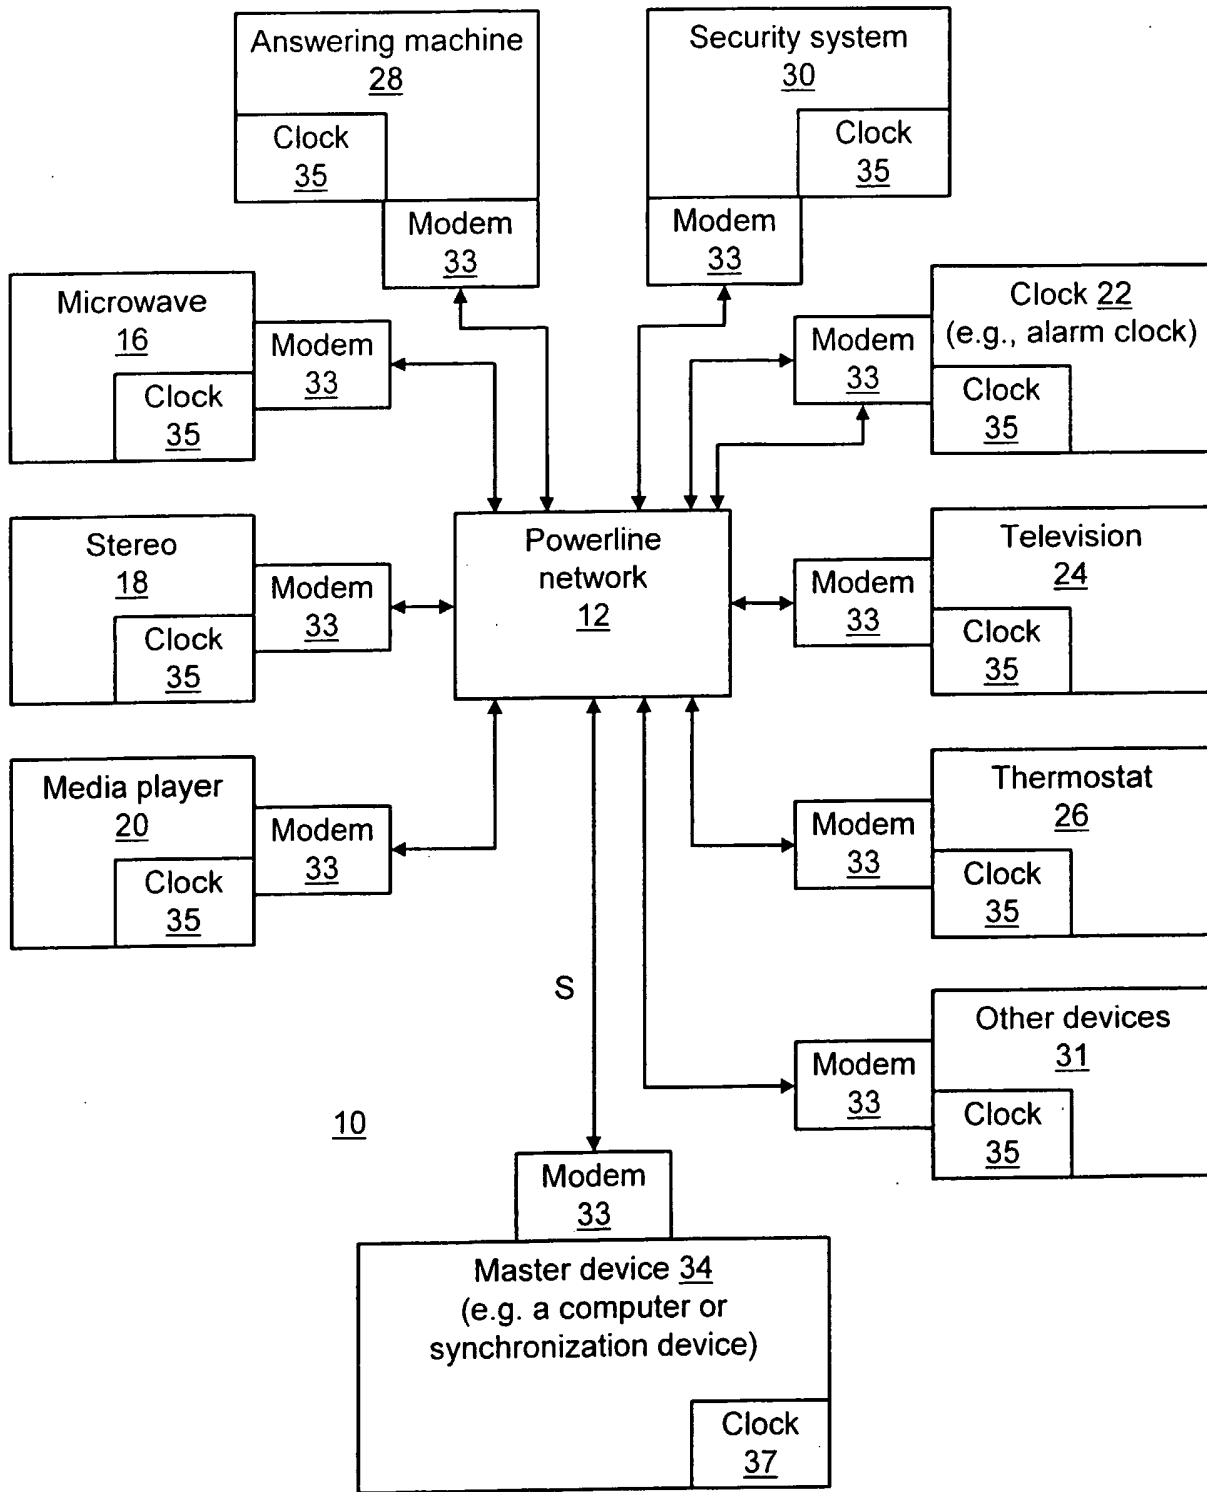 Answering machine
28
Clock
35
Modem
33
Security system
30
Clock
35
Modem
33
Microwave
16
Clock
35
Modem
33
Clock 22
(e.g., alarm clock)
Clock
35
Modem
33
Stereo
18
Clock
35
Modem
33
Powerline
network
12
Television
24
Clock
35
Modem
33
Media player
20
Clock
35
Modem
33
Thermostat
26
Clock
35
Modem
33
S
Other devices
31
Clock
35
Modem
33
10
Modem
33
Master device 34
(e.g. a computer or
synchronization device)
Clock
37